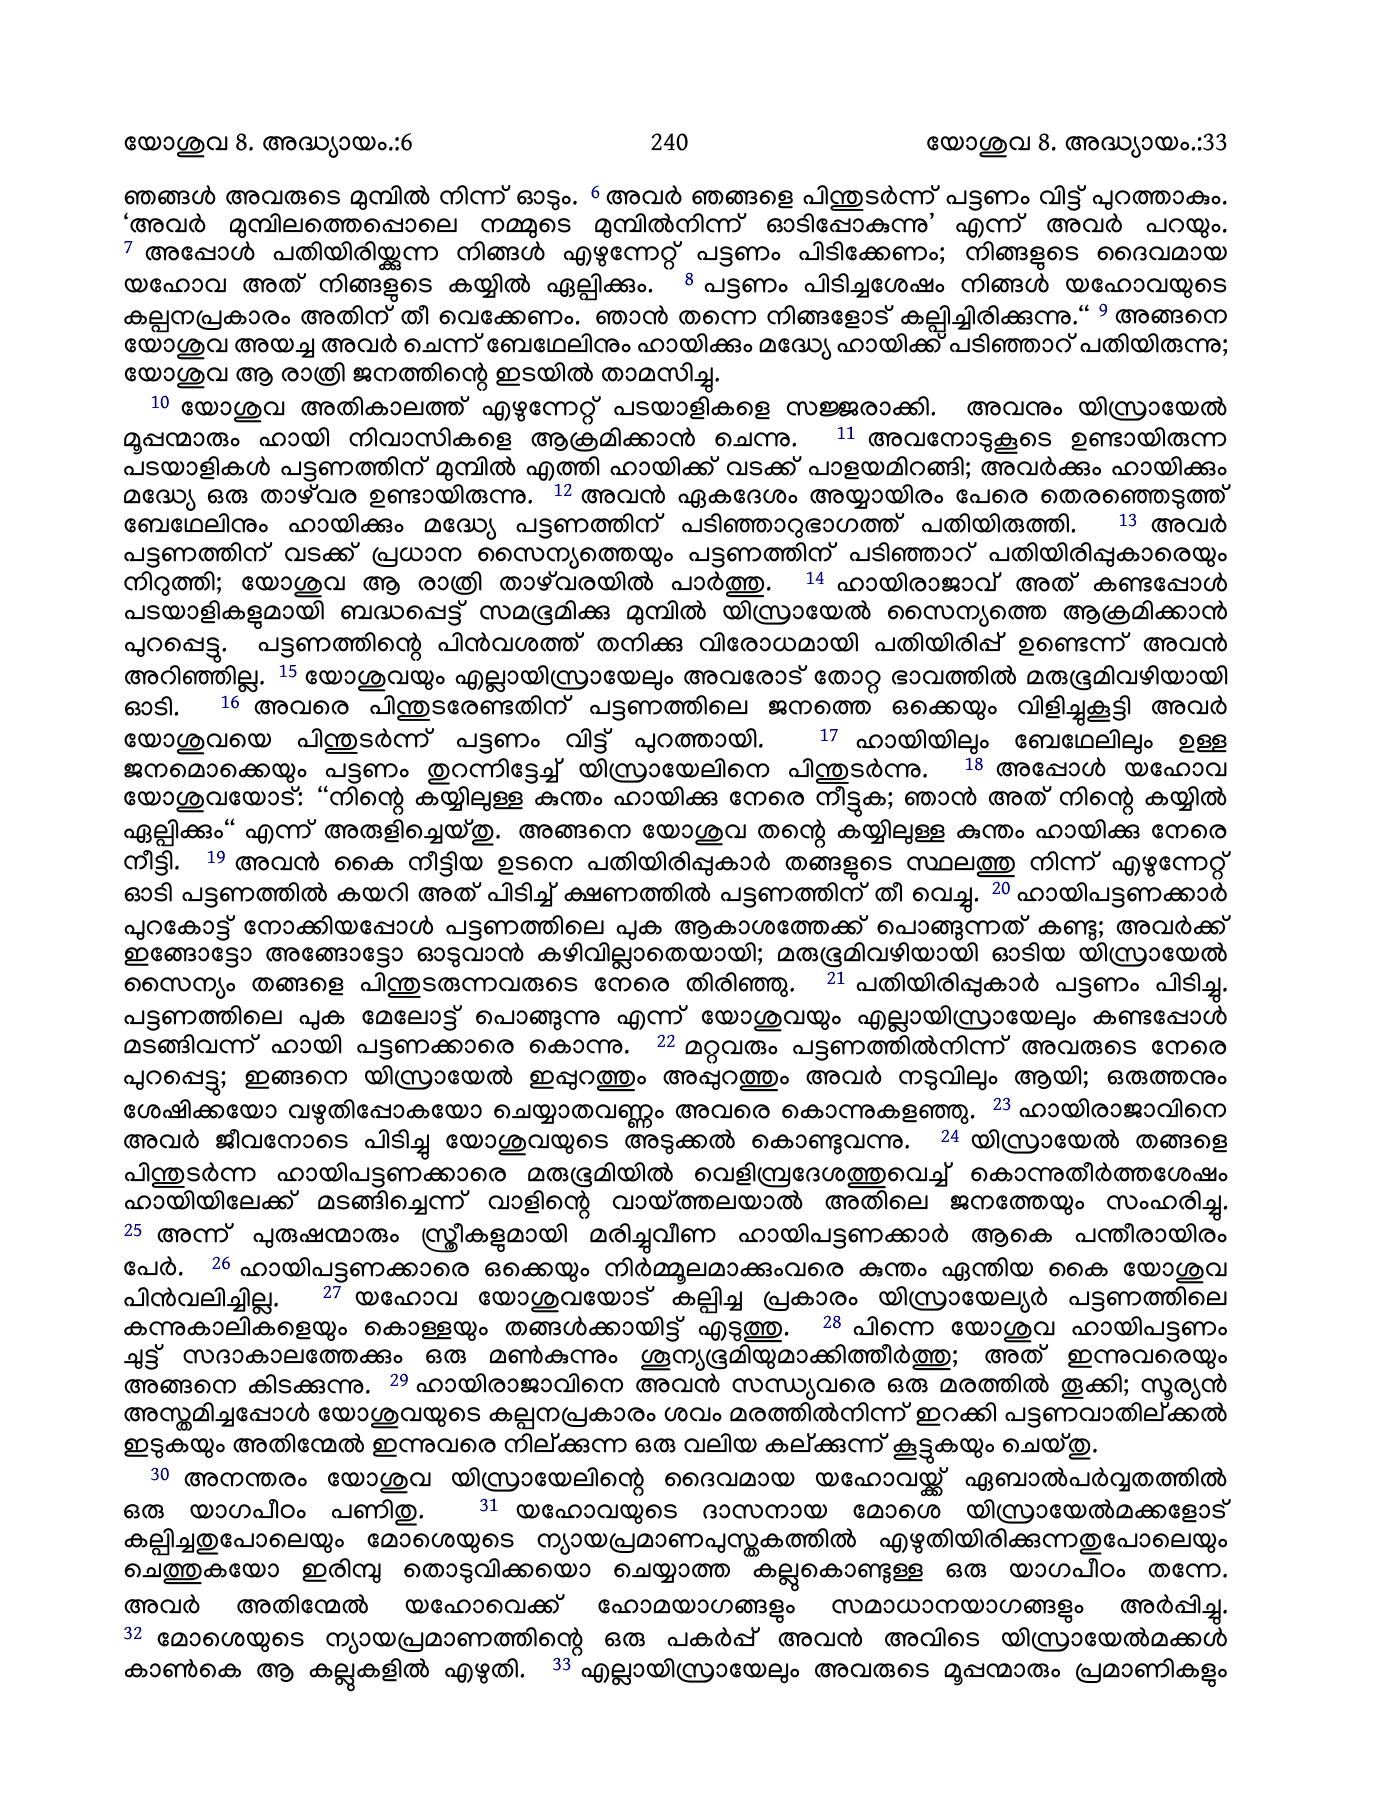 യോശുവ 8. അദ്ധ്യായം.:6 240 യോശുവ 8. അദ്ധ്യായം.:33
ഞങ്ങൾ അവരുടെ മുമ്പിൽ നിന്ന് ഓടും. 6 അവർ ഞങ്ങളെ പിന്തുടർന്ന് പട്ടണം വിട്ട് പുറത്താകും.
‘അവർ മുമ്പിലത്തെപ്പൊലെ നമ്മുടെ മുമ്പിൽനിന്ന് ഓടിപ്പോകുന്നു’ എന്ന് അവർ പറയും.
7 അപ്പോൾ പതിയിരിയ്ക്കുന്ന നിങ്ങൾ എഴുന്നേറ്റ് പട്ടണം പിടിക്കേണം; നിങ്ങളുടെ ദൈവമായ
യഹോവ അത് നിങ്ങളുടെ കയ്യിൽ ഏല്പിക്കും. 8 പട്ടണം പിടിച്ചശേഷം നിങ്ങൾ യഹോവയുടെ
കല്പനപ്രകാരം അതിന് തീ വെക്കേണം. ഞാൻ തന്നെ നിങ്ങളോട് കല്പിച്ചിരിക്കുന്നു.“ 9 അങ്ങനെ
യോശുവ അയച്ച അവർ ചെന്ന് ബേഥേലിനും ഹായിക്കും മദ്ധ്യേ ഹായിക്ക് പടിഞ്ഞാറ് പതിയിരുന്നു;
യോശുവ ആ രാത്രി ജനത്തിന്റെ ഇടയിൽ താമസിച്ചു.
10 യോശുവ അതികാലത്ത് എഴുന്നേറ്റ് പടയാളികളെ സജ്ജരാക്കി. അവനും യിസ്രായേൽ
മൂപ്പന്മാരും ഹായി നിവാസികളെ ആക്രമിക്കാൻ ചെന്നു. 11 അവനോടുകൂടെ ഉണ്ടായിരുന്ന
പടയാളികൾ പട്ടണത്തിന് മുമ്പിൽ എത്തി ഹായിക്ക് വടക്ക് പാളയമിറങ്ങി; അവർക്കും ഹായിക്കും
മദ്ധ്യേ ഒരു താഴ്‌വര ഉണ്ടായിരുന്നു. 12 അവൻ ഏകദേശം അയ്യായിരം പേരെ തെരഞ്ഞെടുത്ത്
ബേഥേലിനും ഹായിക്കും മദ്ധ്യേ പട്ടണത്തിന് പടിഞ്ഞാറുഭാഗത്ത് പതിയിരുത്തി. 13 അവർ
പട്ടണത്തിന് വടക്ക് പ്രധാന സൈന്യത്തെയും പട്ടണത്തിന് പടിഞ്ഞാറ് പതിയിരിപ്പുകാരെയും
നിറുത്തി; യോശുവ ആ രാത്രി താഴ്‌വരയിൽ പാർത്തു. 14 ഹായിരാജാവ് അത് കണ്ടപ്പോൾ
പടയാളികളുമായി ബദ്ധപ്പെട്ട് സമഭൂമിക്കു മുമ്പിൽ യിസ്രായേൽ സൈന്യത്തെ ആക്രമിക്കാൻ
പുറപ്പെട്ടു. പട്ടണത്തിന്റെ പിൻവശത്ത് തനിക്കു വിരോധമായി പതിയിരിപ്പ് ഉണ്ടെന്ന് അവൻ
അറിഞ്ഞില്ല. 15 യോശുവയും എല്ലായിസ്രായേലും അവരോട് തോറ്റ ഭാവത്തിൽ മരുഭൂമിവഴിയായി
ഓടി. 16 അവരെ പിന്തുടരേണ്ടതിന് പട്ടണത്തിലെ ജനത്തെ ഒക്കെയും വിളിച്ചുകൂട്ടി അവർ
യോശുവയെ പിന്തുടർന്ന് പട്ടണം വിട്ട് പുറത്തായി. 17 ഹായിയിലും ബേഥേലിലും ഉള്ള
ജനമൊക്കെയും പട്ടണം തുറന്നിട്ടേച്ച് യിസ്രായേലിനെ പിന്തുടർന്നു. 18 അപ്പോൾ യഹോവ
യോശുവയോട്: “നിന്റെ കയ്യിലുള്ള കുന്തം ഹായിക്കു നേരെ നീട്ടുക; ഞാൻ അത് നിന്റെ കയ്യിൽ
ഏല്പിക്കും“ എന്ന് അരുളിച്ചെയ്തു. അങ്ങനെ യോശുവ തന്റെ കയ്യിലുള്ള കുന്തം ഹായിക്കു നേരെ
നീട്ടി. 19 അവൻ കൈ നീട്ടിയ ഉടനെ പതിയിരിപ്പുകാർ തങ്ങളുടെ സ്ഥലത്തു നിന്ന് എഴുന്നേറ്റ്
ഓടി പട്ടണത്തിൽ കയറി അത് പിടിച്ച് ക്ഷണത്തിൽ പട്ടണത്തിന് തീ വെച്ചു. 20 ഹായിപട്ടണക്കാർ
പുറകോട്ട് നോക്കിയപ്പോൾ പട്ടണത്തിലെ പുക ആകാശത്തേക്ക് പൊങ്ങുന്നത് കണ്ടു; അവർക്ക്
ഇങ്ങോട്ടോ അങ്ങോട്ടോ ഓടുവാൻ കഴിവില്ലാതെയായി; മരുഭൂമിവഴിയായി ഓടിയ യിസ്രായേൽ
സൈന്യം തങ്ങളെ പിന്തുടരുന്നവരുടെ നേരെ തിരിഞ്ഞു. 21 പതിയിരിപ്പുകാർ പട്ടണം പിടിച്ചു.
പട്ടണത്തിലെ പുക മേലോട്ട് പൊങ്ങുന്നു എന്ന് യോശുവയും എല്ലായിസ്രായേലും കണ്ടപ്പോൾ
മടങ്ങിവന്ന് ഹായി പട്ടണക്കാരെ കൊന്നു. 22 മറ്റവരും പട്ടണത്തിൽനിന്ന് അവരുടെ നേരെ
പുറപ്പെട്ടു; ഇങ്ങനെ യിസ്രായേൽ ഇപ്പുറത്തും അപ്പുറത്തും അവർ നടുവിലും ആയി; ഒരുത്തനും
ശേഷിക്കയോ വഴുതിപ്പോകയോ ചെയ്യാതവണ്ണം അവരെ കൊന്നുകളഞ്ഞു. 23 ഹായിരാജാവിനെ
അവർ ജീവനോടെ പിടിച്ചു യോശുവയുടെ അടുക്കൽ കൊണ്ടുവന്നു. 24 യിസ്രായേൽ തങ്ങളെ
പിന്തുടർന്ന ഹായിപട്ടണക്കാരെ മരുഭൂമിയിൽ വെളിമ്പ്രദേശത്തുവെച്ച് കൊന്നുതീർത്തശേഷം
ഹായിയിലേക്ക് മടങ്ങിച്ചെന്ന് വാളിന്റെ വായ്ത്തലയാൽ അതിലെ ജനത്തേയും സംഹരിച്ചു.
25 അന്ന് പുരുഷന്മാരും സ്ത്രീകളുമായി മരിച്ചുവീണ ഹായിപട്ടണക്കാർ ആകെ പന്തീരായിരം
പേർ. 26 ഹായിപട്ടണക്കാരെ ഒക്കെയും നിർമ്മൂലമാക്കുംവരെ കുന്തം ഏന്തിയ കൈ യോശുവ
പിൻവലിച്ചില്ല. 27 യഹോവ യോശുവയോട് കല്പിച്ച പ്രകാരം യിസ്രായേല്യർ പട്ടണത്തിലെ
കന്നുകാലികളെയും കൊള്ളയും തങ്ങൾക്കായിട്ട് എടുത്തു. 28 പിന്നെ യോശുവ ഹായിപട്ടണം
ചുട്ട് സദാകാലത്തേക്കും ഒരു മൺകുന്നും ശൂന്യഭൂമിയുമാക്കിത്തീർത്തു; അത് ഇന്നുവരെയും
അങ്ങനെ കിടക്കുന്നു. 29 ഹായിരാജാവിനെ അവൻ സന്ധ്യവരെ ഒരു മരത്തിൽ തൂക്കി; സൂര്യൻ
അസ്തമിച്ചപ്പോൾ യോശുവയുടെ കല്പനപ്രകാരം ശവം മരത്തിൽനിന്ന് ഇറക്കി പട്ടണവാതില്ക്കൽ
ഇടുകയും അതിന്മേൽ ഇന്നുവരെ നില്ക്കുന്ന ഒരു വലിയ കല്ക്കുന്ന് കൂട്ടുകയും ചെയ്തു.
30 അനന്തരം യോശുവ യിസ്രായേലിന്റെ ദൈവമായ യഹോവയ്ക്ക് ഏബാൽപർവ്വതത്തിൽ
ഒരു യാഗപീഠം പണിതു. 31 യഹോവയുടെ ദാസനായ മോശെ യിസ്രായേൽമക്കളോട്
കല്പിച്ചതുപോലെയും മോശെയുടെ ന്യായപ്രമാണപുസ്തകത്തിൽ എഴുതിയിരിക്കുന്നതുപോലെയും
ചെത്തുകയോ ഇരിമ്പു തൊടുവിക്കയൊ ചെയ്യാത്ത കല്ലുകൊണ്ടുള്ള ഒരു യാഗപീഠം തന്നേ.
അവർ അതിന്മേൽ യഹോവെക്ക് ഹോമയാഗങ്ങളും സമാധാനയാഗങ്ങളും അർപ്പിച്ചു.
32 മോശെയുടെ ന്യായപ്രമാണത്തിന്റെ ഒരു പകർപ്പ് അവൻ അവിടെ യിസ്രായേൽമക്കൾ
കാൺകെ ആ കല്ലുകളിൽ എഴുതി. 33 എല്ലായിസ്രായേലും അവരുടെ മൂപ്പന്മാരും പ്രമാണികളും